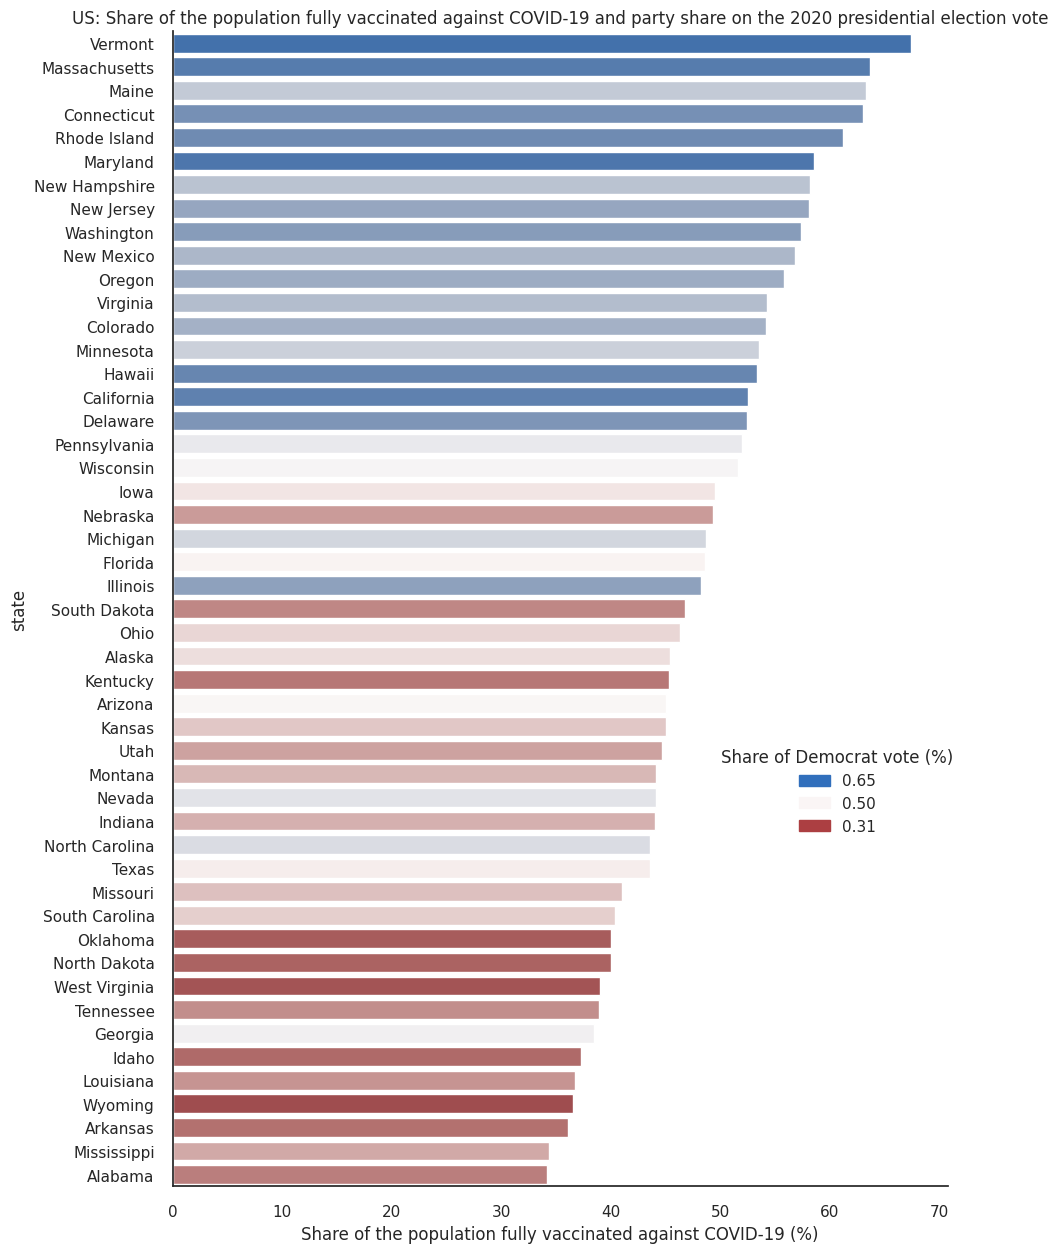 US: Share of the population fully vaccinated against COVID-19 and party share on the 2020 presidential election vote
Vermont
Massachusetts
Maine
Connecticut
Rhode Island
Maryland
New Hampshire
New Jersey
Washington
New Mexico
Oregon
Virginia
Colorado
Minnesota
Hawaii
California
Delaware
Pennsylvania
Wisconsin
Iowa
Nebraska
Michigan
Florida
Illinois
South Dakota
Ohio
Alaska
Kentucky
Arizona
Kansas
Utah
Montana
Nevada
Indiana
North Carolina
Texas
Missouri
South Carolina
Oklahoma
North Dakota
West Virginia
Tennessee
Georgia
Idaho
Louisiana
Wyoming
Arkansas
Mississippi
Alabama
state
Share of Democrat vote (%)
0.65
0.50
0.31
0 10 20 30 40 50 60 70
Share of the population fully vaccinated against COVID-19 (%)